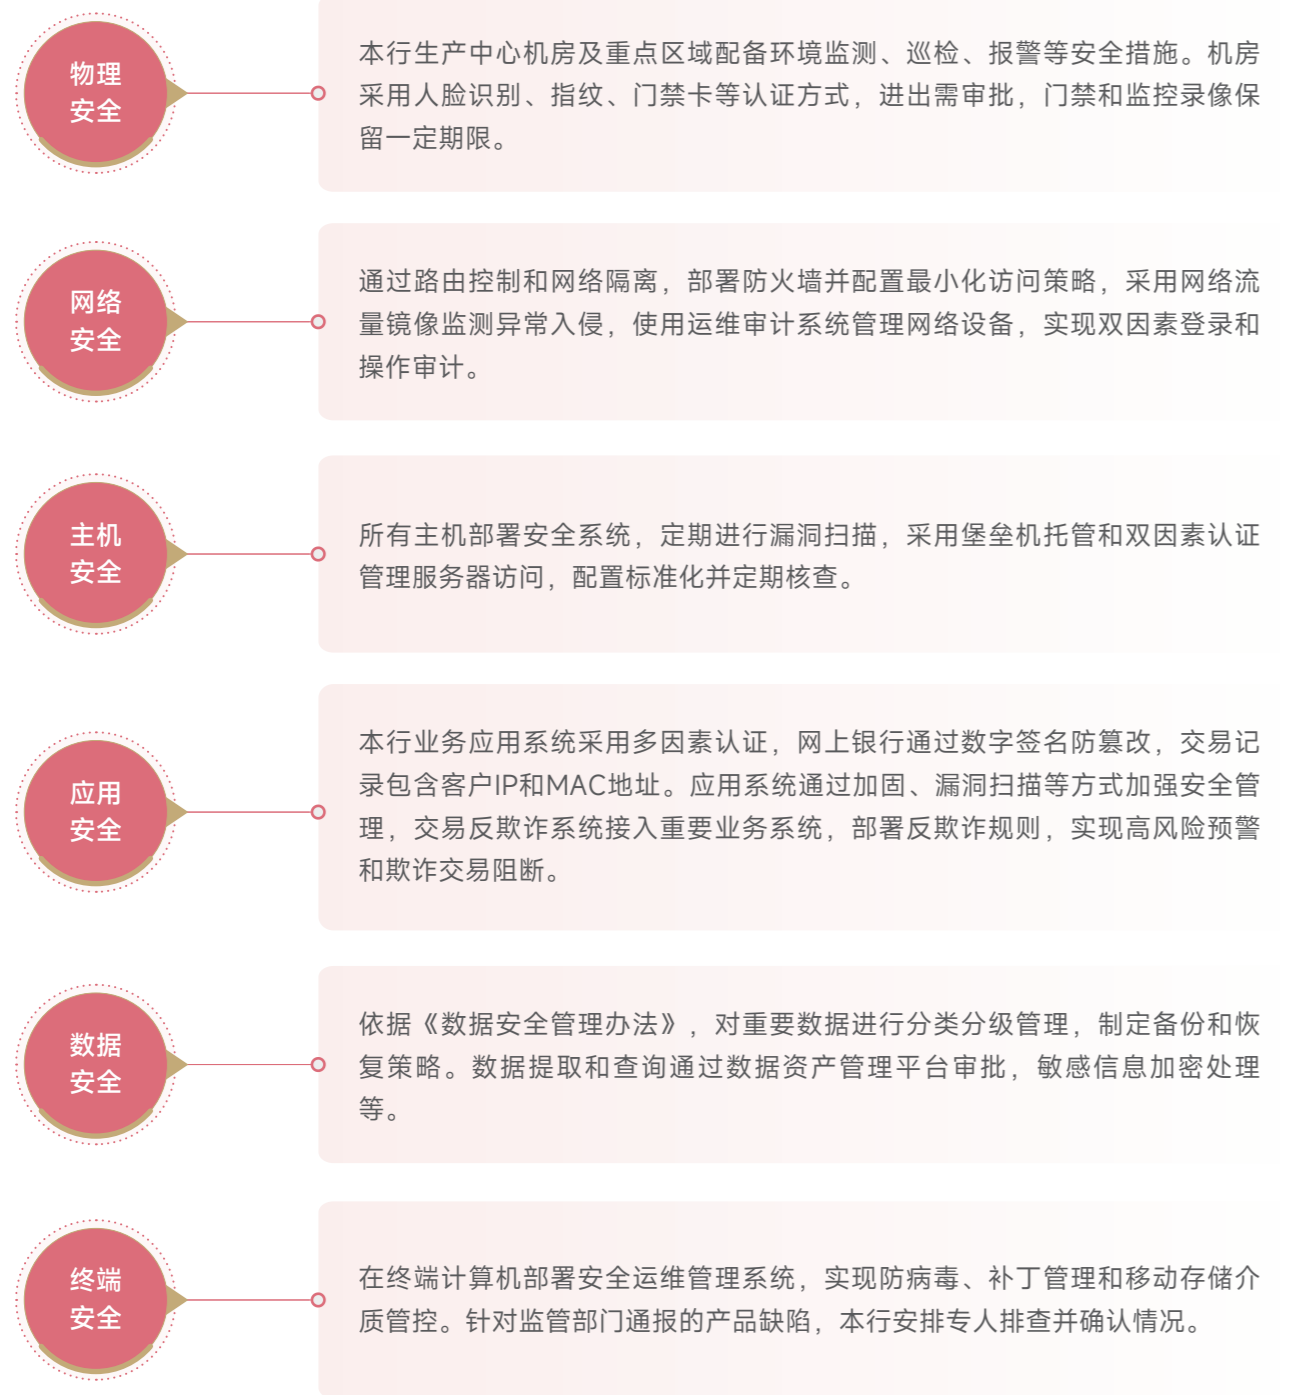 物理
安全
本行生产中心机房及重点区域配备环境监测、巡检、报警等安全措施。机房
采用人脸识别、指纹、门禁卡等认证方式，进出需审批，门禁和监控录像保
留一定期限。
网络
安全
通过路由控制和网络隔离，部署防火墙并配置最小化访问策略，采用网络流
量镜像监测异常入侵，使用运维审计系统管理网络设备，实现双因素登录和
操作审计。
主机
安全
所有主机部署安全系统，定期进行漏洞扫描，采用堡垒机托管和双因素认证
管理服务器访问，配置标准化并定期核查。
应用
安全
本行业务应用系统采用多因素认证，网上银行通过数字签名防篡改，交易记
录包含客户IP和MAC地址。应用系统通过加固、漏洞扫描等方式加强安全管
理，交易反欺诈系统接入重要业务系统，部署反欺诈规则，实现高风险预警
和欺诈交易阻断。
数据
安全
依据《数据安全管理办法》，对重要数据进行分类分级管理，制定备份和恢
复策略。数据提取和查询通过数据资产管理平台审批，敏感信息加密处理
等。
终端
安全
在终端计算机部署安全运维管理系统，实现防病毒、补丁管理和移动存储介
质管控。针对监管部门通报的产品缺陷，本行安排专人排查并确认情况。